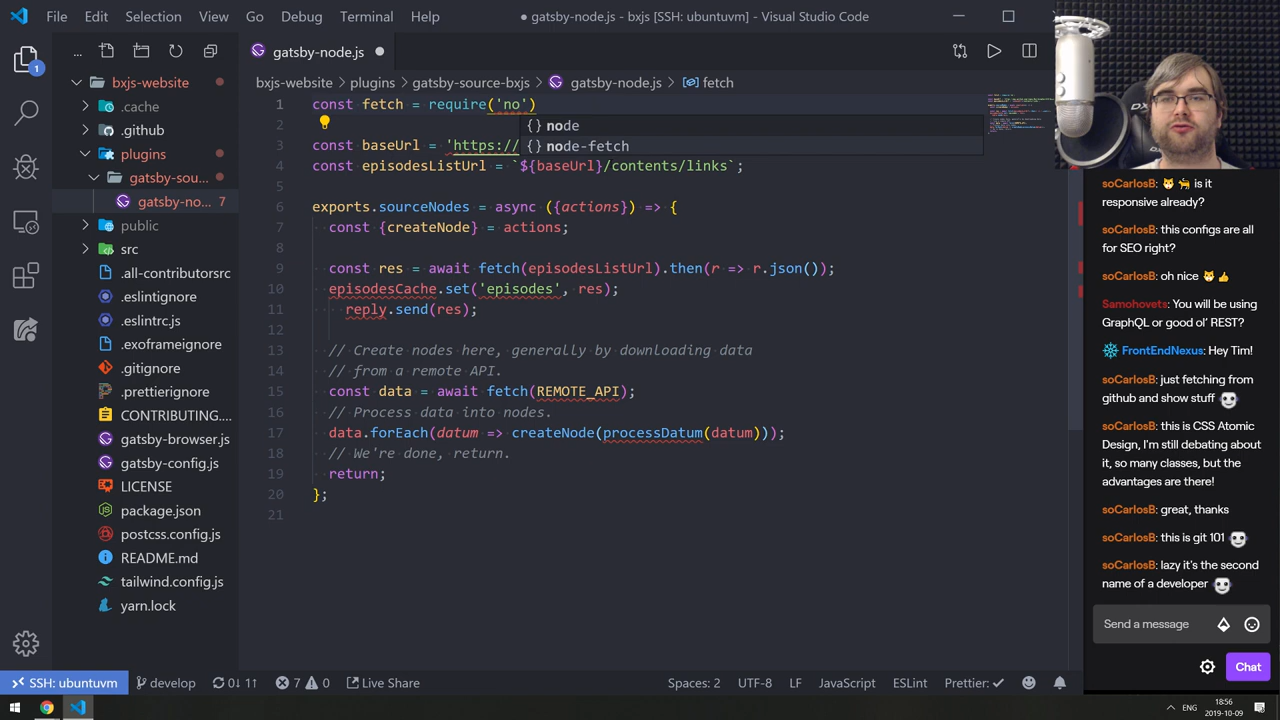 File Edit Selection View Go Debug Terminal Help
● gatsby-node.js - bxjs [SSH: ubuntuvm] - Visual Studio Code
1
...
gatsby-node.js ●
bxjs-website
.cache
.github
plugins
gatsby-sou...
gatsby-no... 7
public
src
.all-contributorsrc
.eslintignore
.eslintrc.js
.exoframeignore
.gitignore
.prettierignore
CONTRIBUTING....
gatsby-browser.js
gatsby-config.js
LICENSE
package.json
postcss.config.js
README.md
tailwind.config.js
yarn.lock
bxjs-website > plugins > gatsby-source-bxjs > gatsby-node.js > fetch
1 const fetch = require('no')
2
{} node
3 const baseUrl = 'https://
{} node-fetch
4 const episodesListUrl = `${baseUrl}/contents/links`;
5
6 exports.sourceNodes = async ({actions}) => {
7 const {createNode} = actions;
8
9 const res = await fetch(episodesListUrl).then(r => r.json());
10 episodesCache.set('episodes', res);
11 reply.send(res);
12
13 // Create nodes here, generally by downloading data
14 // from a remote API.
15 const data = await fetch(REMOTE_API);
16 // Process data into nodes.
17 data.forEach(datum => createNode(processDatum(datum)));
18 // We're done, return.
19 return;
20 };
21
soCarlosB: is it
responsive already?
soCarlosB: this configs are all
for SEO right?
soCarlosB: oh nice
Samohovets: You will be using
GraphQL or good ol' REST?
FrontEndNexus: Hey Tim!
soCarlosB: just fetching from
github and show stuff
soCarlosB: this is CSS Atomic
Design, I'm still debating about
it, so many classes, but the
advantages are there!
soCarlosB: great, thanks
soCarlosB: this is git 101
soCarlosB: lazy it's the second
name of a developer
Send a message
Chat
SSH: ubuntuvm develop 0↓ 1↑ 7 0 Live Share Spaces: 2 UTF-8 LF JavaScript ESLint Prettier: ✓
ENG
18:56
2019-10-09